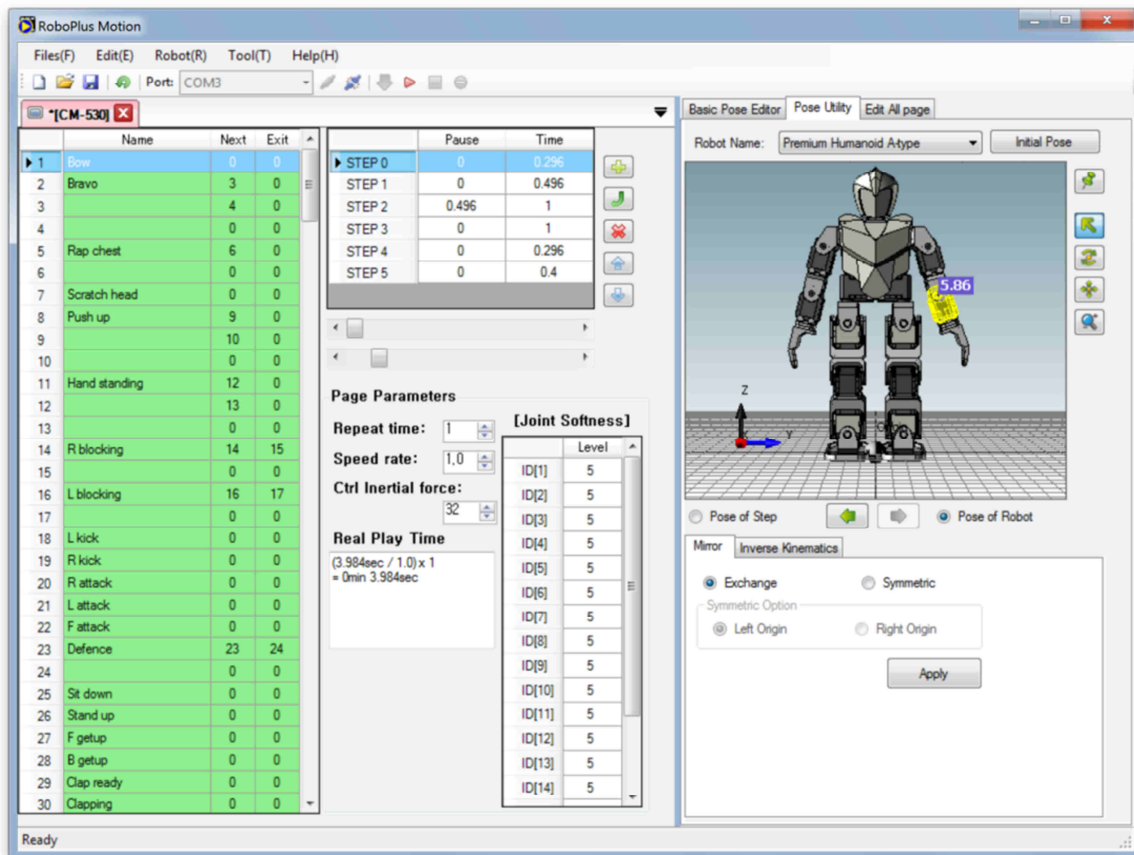 RoboPlus Motion
Files(F) Edit(E) Robot(R) Tool(T) Help(H)
Port: COM3
*[CM-530]
Name Next Exit
1 Bow 0 0
2 Bravo 3 0
3 4 0
4 0 0
5 Rap chest 6 0
6 0 0
7 Scratch head 0 0
8 Push up 9 0
9 10 0
10 0 0
11 Hand standing 12 0
12 13 0
13 0 0
14 R blocking 14 15
15 0 0
16 L blocking 16 17
17 0 0
18 L kick 0 0
19 R kick 0 0
20 R attack 0 0
21 L attack 0 0
22 F attack 0 0
23 Defence 23 24
24 0 0
25 Sit down 0 0
26 Stand up 0 0
27 F getup 0 0
28 B getup 0 0
29 Clap ready 0 0
30 Clapping 0 0
Pause Time
STEP 0 0 0.296
STEP 1 0 0.496
STEP 2 0.496 1
STEP 3 0 1
STEP 4 0 0.296
STEP 5 0 0.4
Page Parameters
Repeat time: 1
Speed rate: 1,0
Ctrl Inertial force:
32
Real Play Time
(3.984sec / 1.0) x 1
= 0min 3.984sec
[Joint Softness]
Level
ID[1] 5
ID[2] 5
ID[3] 5
ID[4] 5
ID[5] 5
ID[6] 5
ID[7] 5
ID[8] 5
ID[9] 5
ID[10] 5
ID[11] 5
ID[12] 5
ID[13] 5
ID[14] 5
Basic Pose Editor Pose Utility Edit All page
Robot Name: Premium Humanoid A-type Initial Pose
5.86
Z
Y
Pose of Step Pose of Robot
Mirror Inverse Kinematics
Exchange Symmetric
Symmetric Option
Left Origin Right Origin
Apply
Ready